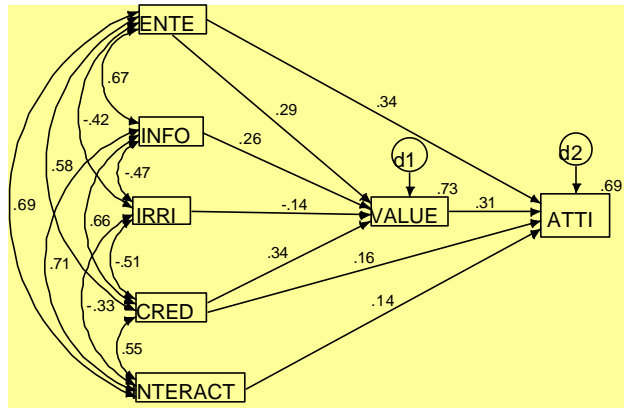 ENTE
.67
.34
-.42
.29
INFO
.26
d1
d2
.58
-.47
.73
.69
.69
IRRI
-.14
VALUE
.31
ATTI
.66
.71
-.51
.34
.16
-.33
CRED
.14
.55
NTERACT